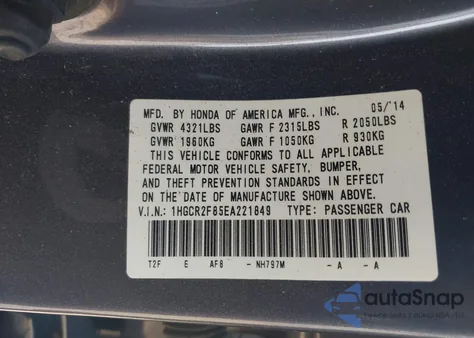 MFD. BY HONDA OF AMERICA MFG., INC. 05/'14
GVWR 4321LBS GAWR F 2315LBS R 2050LBS
GVWR 1960KG GAWR F 1050KG R 930KG
THIS VEHICLE CONFORMS TO ALL APPLICABLE
FEDERAL MOTOR VEHICLE SAFETY, BUMPER,
AND THEFT PREVENTION STANDARDS IN EFFECT
ON THE DATE OF MANUFACTURE SHOWN ABOVE.
V.I.N.: 1HGCR2F85EA221649 TYPE: PASSENGER CAR
T2F E AF8 - NH797M - A - A
autoSnap